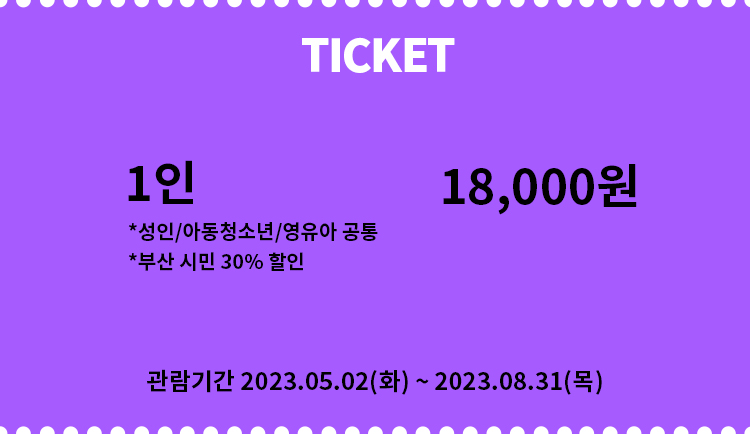 TICKET
1인
18,000원
*성인/아동청소년/영유아 공통
*부산 시민 30% 할인
관람기간 2023.05.02(화) ~ 2023.08.31(목)